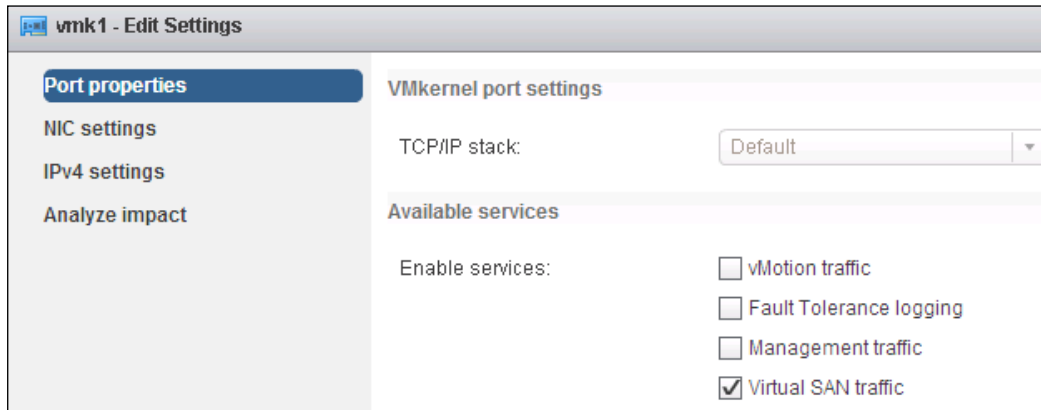 vmk1 - Edit Settings
Port properties
NIC settings
IPv4 settings
Analyze impact
VMkernel port settings
TCP/IP stack: Default
Available services
Enable services:
vMotion traffic
Fault Tolerance logging
Management traffic
Virtual SAN traffic